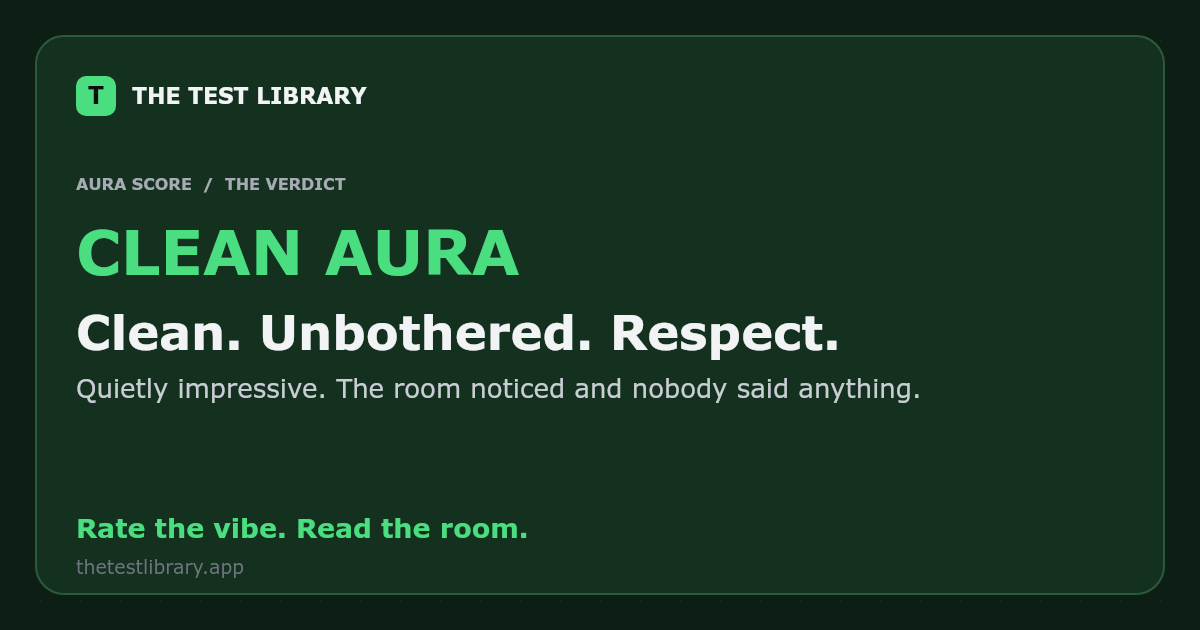 T THE TEST LIBRARY
AURA SCORE / THE VERDICT
CLEAN AURA
Clean. Unbothered. Respect.
Quietly impressive. The room noticed and nobody said anything.
Rate the vibe. Read the room.
thetestlibrary.app